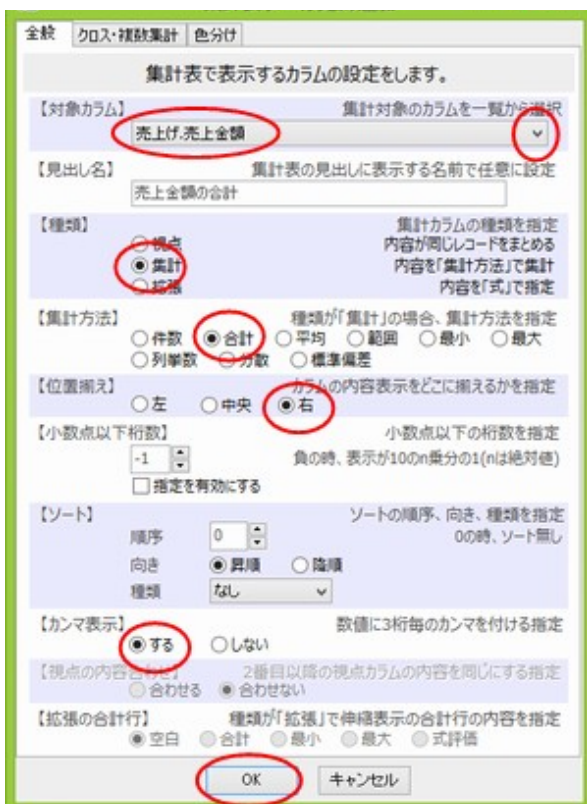 全般 クロス・複数集計 色分け
集計表で表示するカラムの設定をします。
【対象カラム】 集計対象のカラムを一覧から選択
売上げ.売上金額
【見出し名】 集計表の見出しに表示する名前で任意に設定
売上金額の合計
【種類】 集計カラムの種類を指定
視点 内容が同じレコードをまとめる
集計 内容を「集計方法」で集計
拡張 内容を「式」で指定
【集計方法】 種類が「集計」の場合、集計方法を指定
件数 合計 平均 範囲 最小 最大
列挙数 分散 標準偏差
【位置揃え】 カラムの内容表示をどこに揃えるかを指定
左 中央 右
【小数点以下桁数】 小数点以下の桁数を指定
-1 負の時、表示が10のn乗分の1(nは絶対値)
指定を有効にする
【ソート】 ソートの順序、向き、種類を指定
順序 0 0の時、ソート無し
向き 昇順 降順
種類 なし
【カンマ表示】 数値に3桁毎のカンマを付ける指定
する しない
【視点の内容合わせ】 2番目以降の視点カラムの内容を同じにする指定
合わせる 合わせない
【拡張の合計行】 種類が「拡張」で伸縮表示の合計行の内容を指定
空白 合計 最小 最大 式評価
OK キャンセル